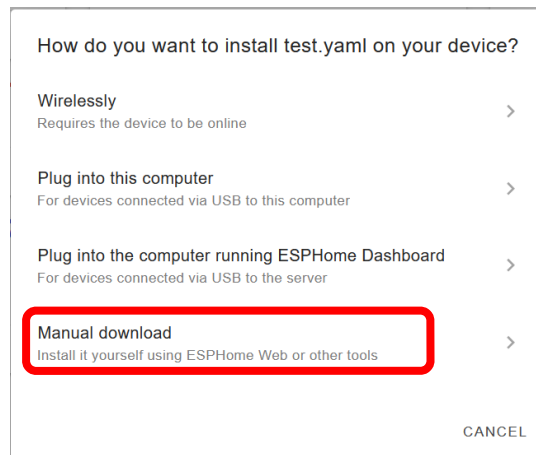 How do you want to install test.yaml on your device?
Wirelessly
Requires the device to be online
Plug into this computer
For devices connected via USB to this computer
Plug into the computer running ESPHome Dashboard
For devices connected via USB to the server
Manual download
Install it yourself using ESPHome Web or other tools
CANCEL